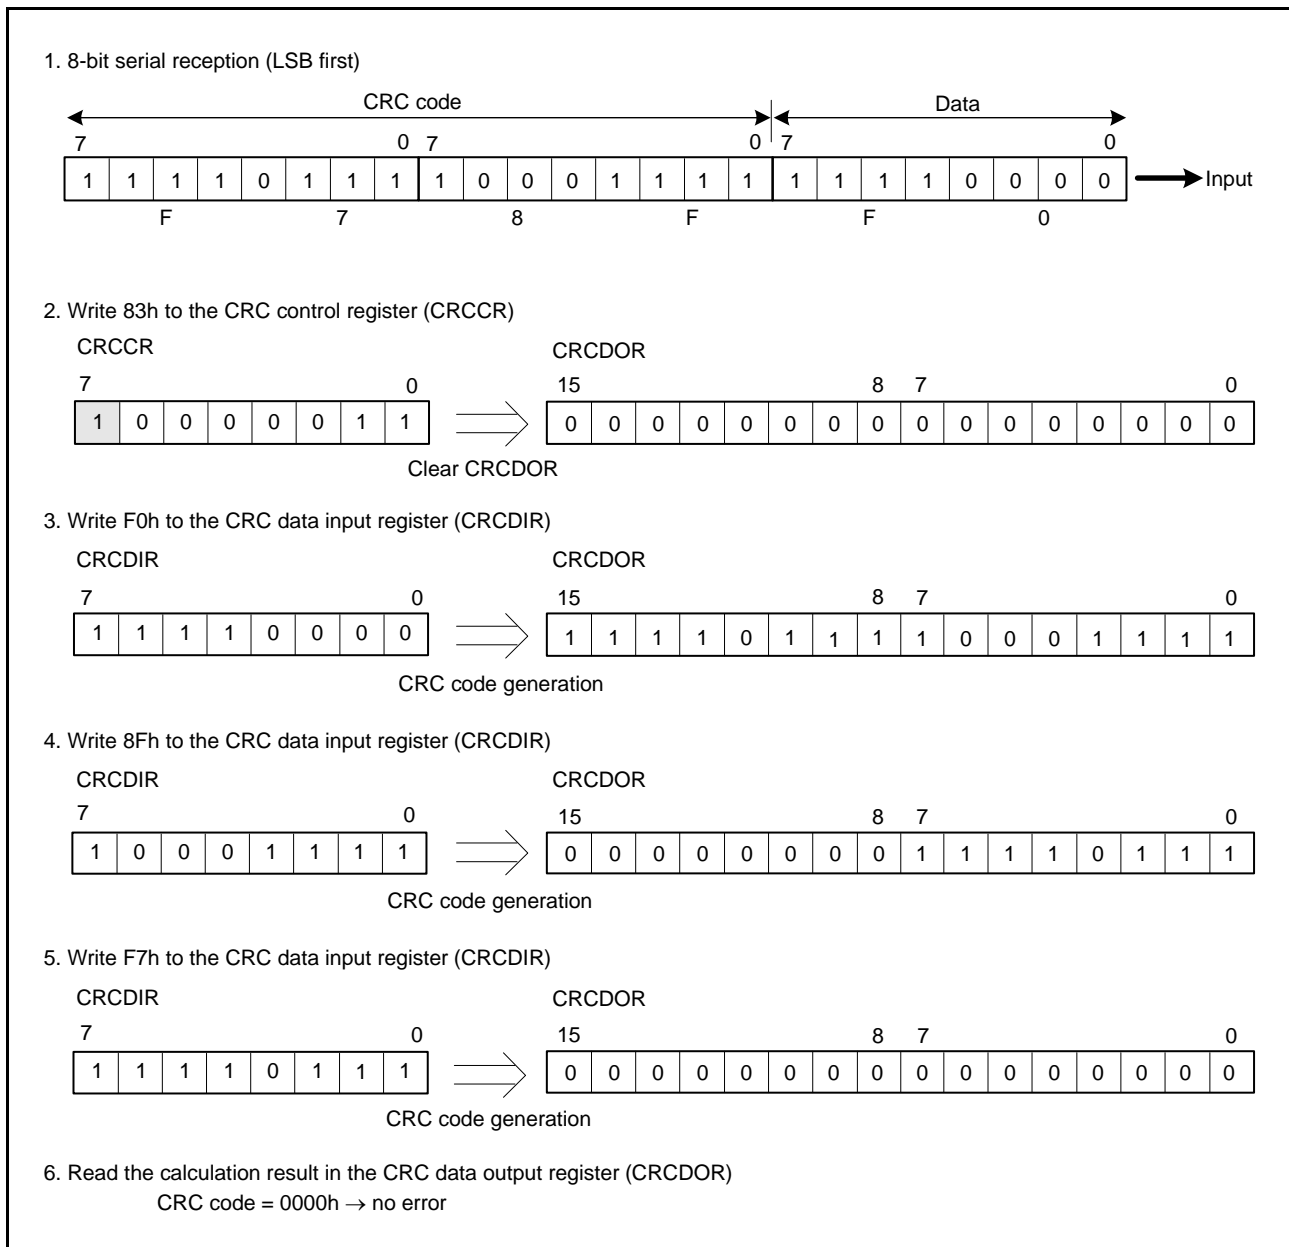 1. 8-bit serial reception (LSB first)
CRC code Data
7 0 7 0 7 0
1 1 1 1 0 1 1 1 1 0 0 0 1 1 1 1 1 1 1 1 0 0 0 0 Input
F 7 8 F F 0
2. Write 83h to the CRC control register (CRCCR)
CRCCR CRCDOR
7 0 15 8 7 0
1 0 0 0 0 0 1 1 0 0 0 0 0 0 0 0 0 0 0 0 0 0 0 0
Clear CRCDOR
3. Write F0h to the CRC data input register (CRCDIR)
CRCDIR CRCDOR
7 0 15 8 7 0
1 1 1 1 0 0 0 0 1 1 1 1 0 1 1 1 1 0 0 0 1 1 1 1
CRC code generation
4. Write 8Fh to the CRC data input register (CRCDIR)
CRCDIR CRCDOR
7 0 15 8 7 0
1 0 0 0 1 1 1 1 0 0 0 0 0 0 0 0 1 1 1 1 0 1 1 1
CRC code generation
5. Write F7h to the CRC data input register (CRCDIR)
CRCDIR CRCDOR
7 0 15 8 7 0
1 1 1 1 0 1 1 1 0 0 0 0 0 0 0 0 0 0 0 0 0 0 0 0
CRC code generation
6. Read the calculation result in the CRC data output register (CRCDOR)
CRC code = 0000h → no error